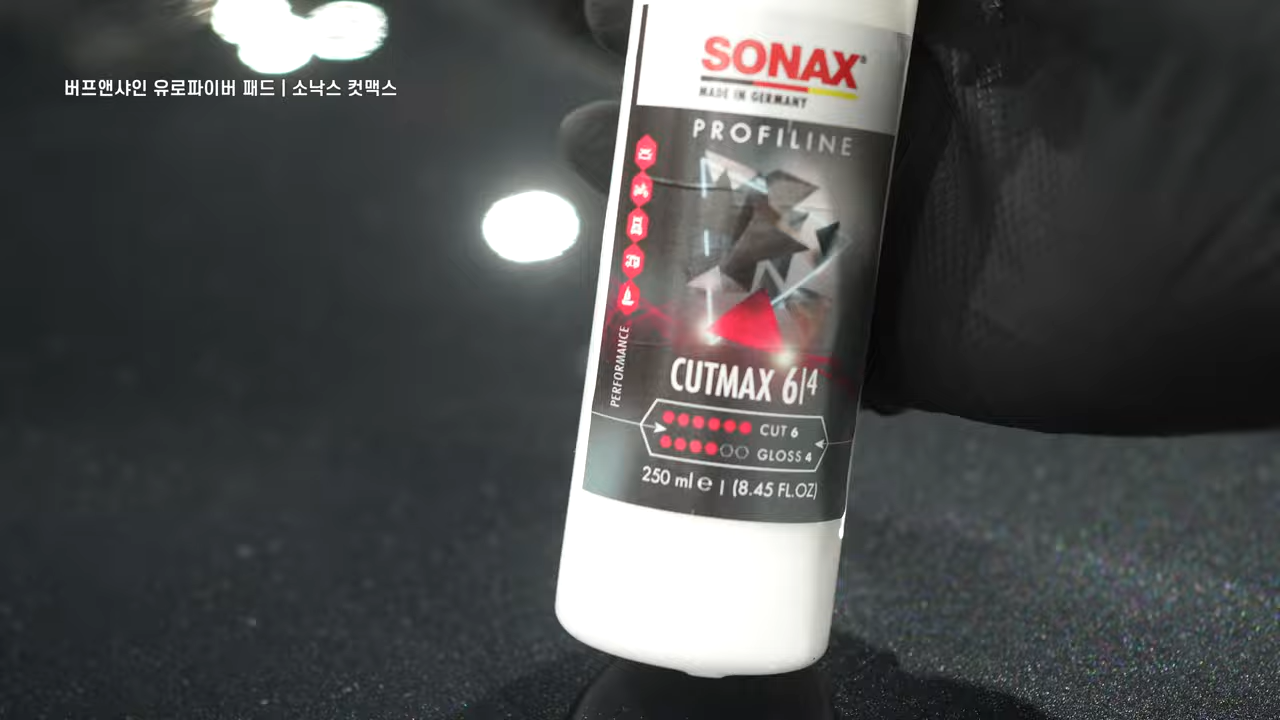 버프앤샤인 유로파이버 패드 | 소낙스 컷맥스
SONAX®
MADE IN GERMANY
PROFILINE
PERFORMANCE
CUTMAX 6|4
CUT 6
GLOSS 4
250 ml ℮ | (8.45 FL.OZ)